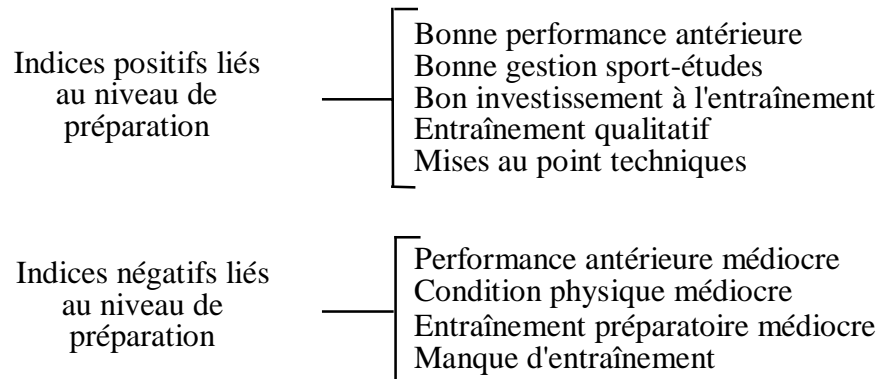 Indices positifs liés
au niveau de
préparation
Bonne performance antérieure
Bonne gestion sport-études
Bon investissement à l'entraînement
Entraînement qualitatif
Mises au point techniques
Indices négatifs liés
au niveau de
préparation
Performance antérieure médiocre
Condition physique médiocre
Entraînement préparatoire médiocre
Manque d'entraînement